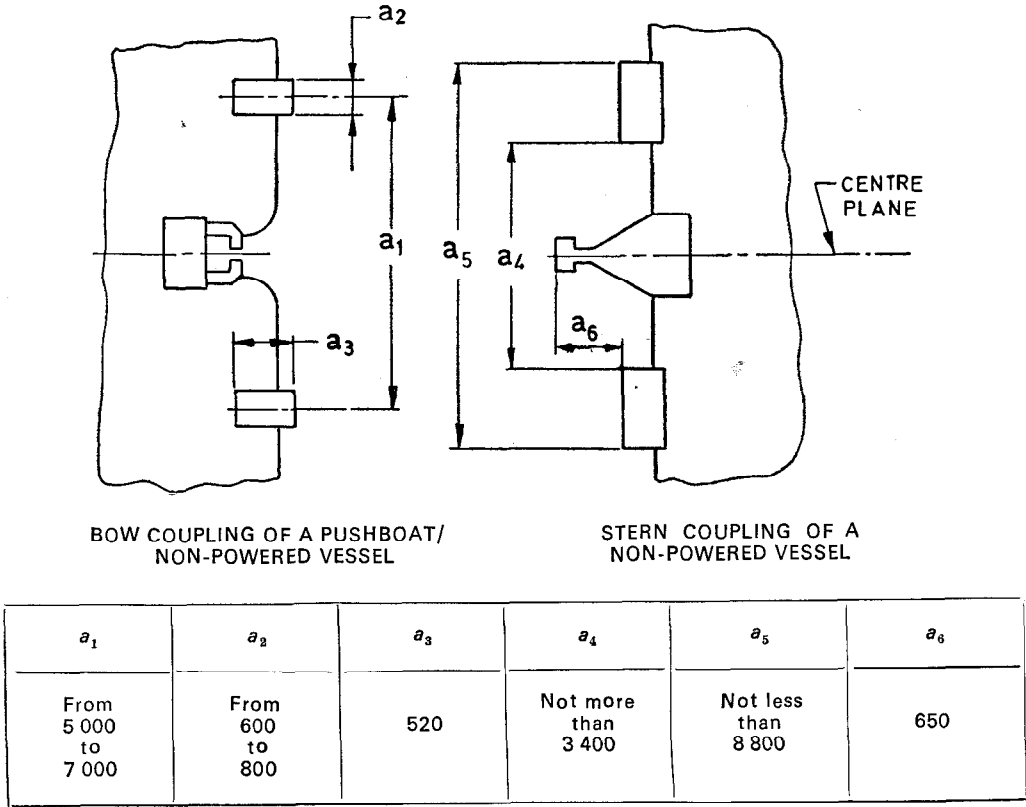 a2
a1
a3
a5
a4
a6
CENTRE
PLANE
BOW COUPLING OF A PUSHBOAT/
NON-POWERED VESSEL
STERN COUPLING OF A
NON-POWERED VESSEL
a1 a2 a3 a4 a5 a6
From
5 000
to
7 000
From
600
to
800
520
Not more
than
3 400
Not less
than
8 800
650